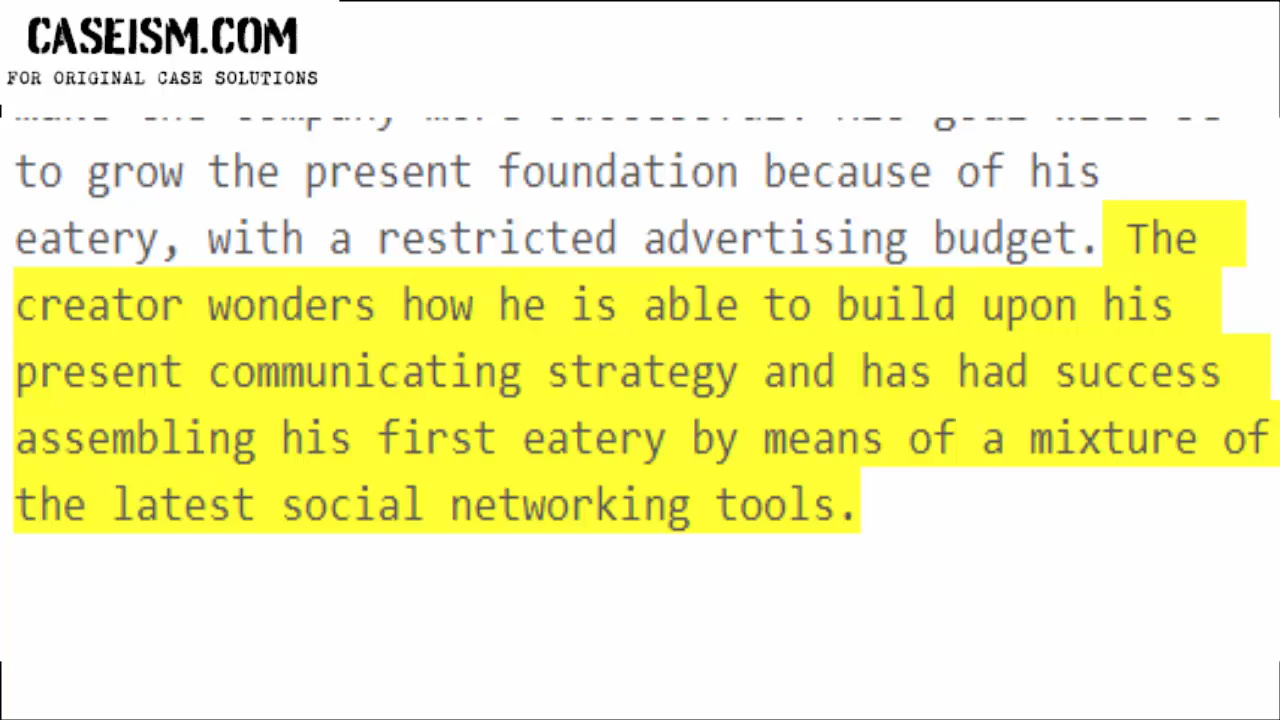 CASEISM.COM
FOR ORIGINAL CASE SOLUTIONS
to grow the present foundation because of his
eatery, with a restricted advertising budget. The
creator wonders how he is able to build upon his
present communicating strategy and has had success
assembling his first eatery by means of a mixture of
the latest social networking tools.